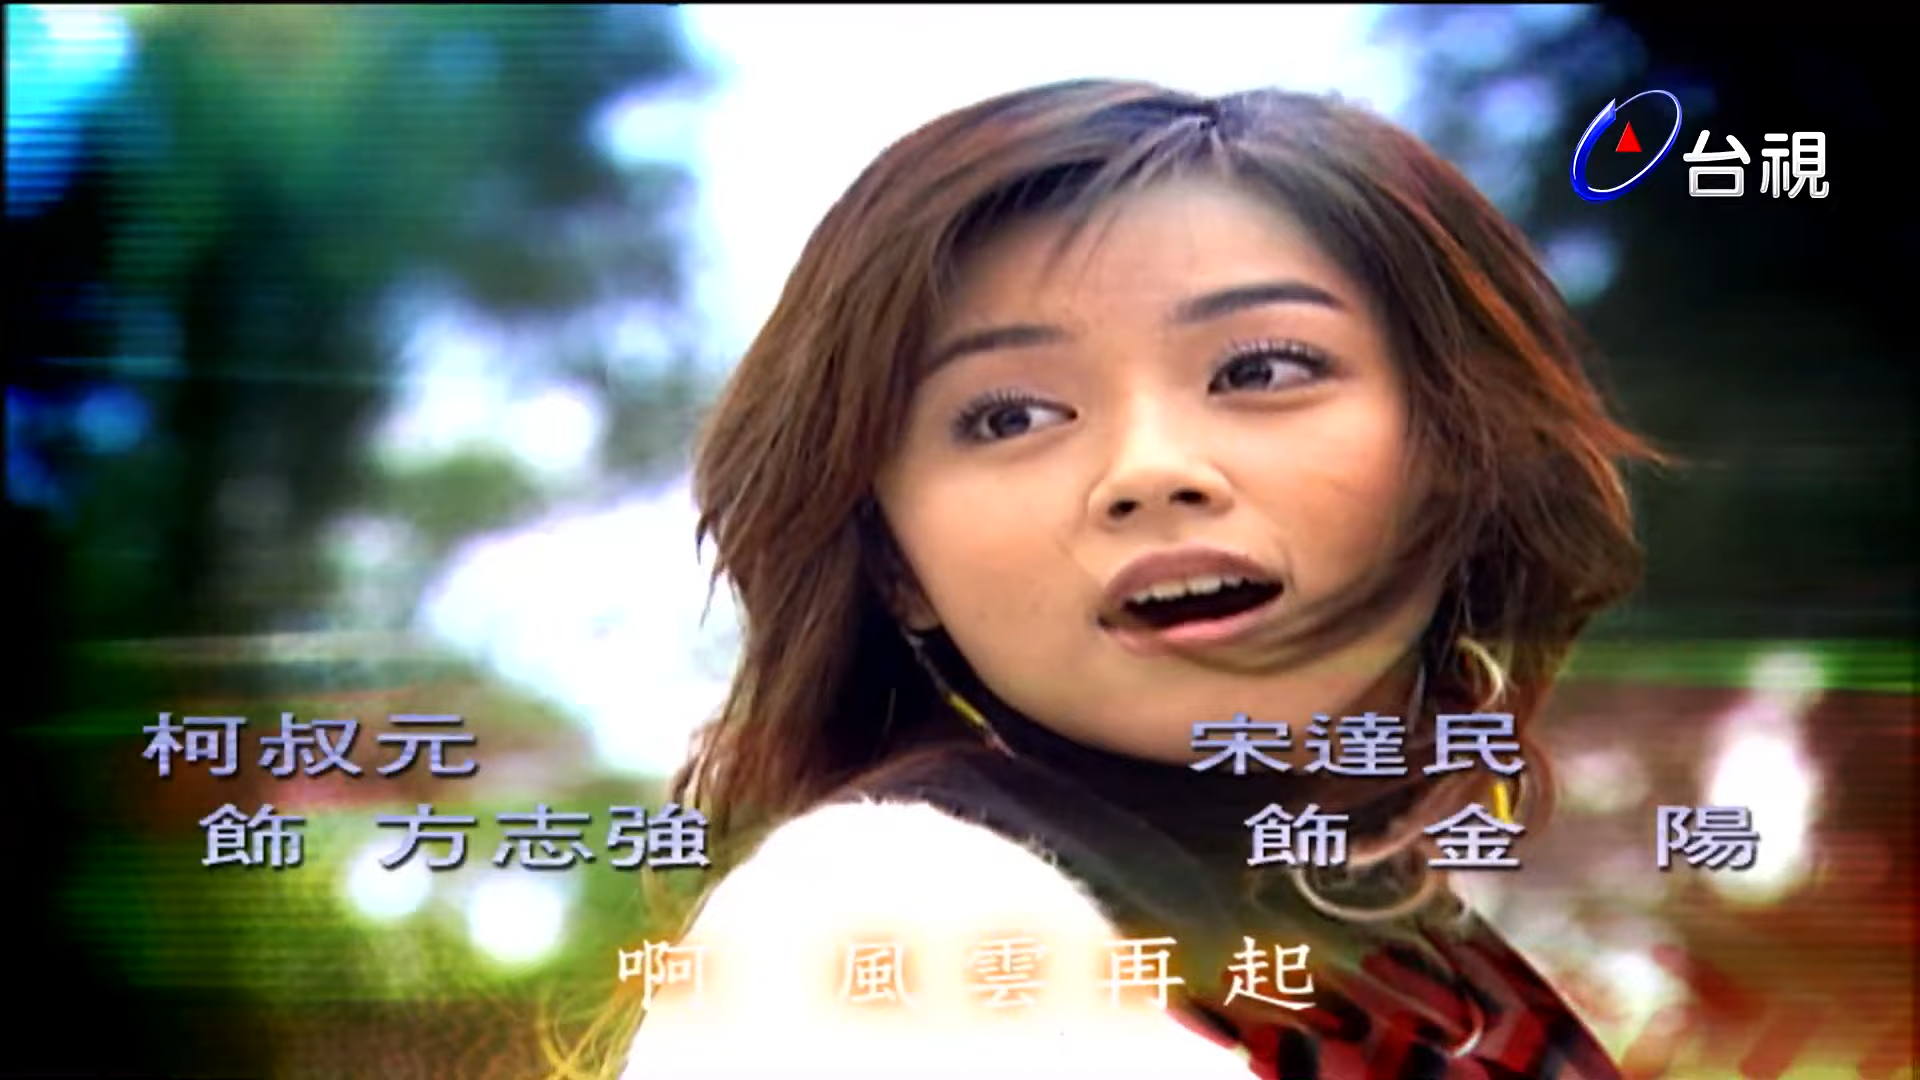 台視
柯叔元
宋達民
飾 方志強
飾 金 陽
啊 風雲再起